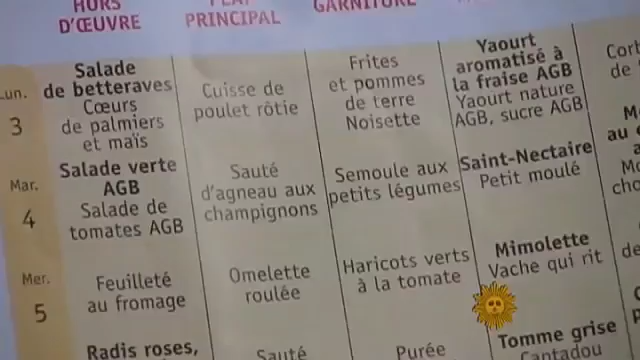 HORS
D'ŒUVRE
PLAT
PRINCIPAL
GARNITURE
Lun.
3
Salade
de betteraves
Cœurs
de palmiers
et maïs
Cuisse de
poulet rôtie
Frites
et pommes
de terre
Noisette
Yaourt
aromatisé à
la fraise AGB
Yaourt nature
AGB, sucre AGB
Mar.
4
Salade verte
AGB
Salade de
tomates AGB
Sauté
d'agneau aux
champignons
Semoule aux
petits légumes
Saint-Nectaire
Petit moulé
Mer.
5
Feuilleté
au fromage
Omelette
roulée
Haricots verts
à la tomate
Mimolette
Vache qui rit
Radis roses,
Sauté
Purée
Tomme grise
Cantadou